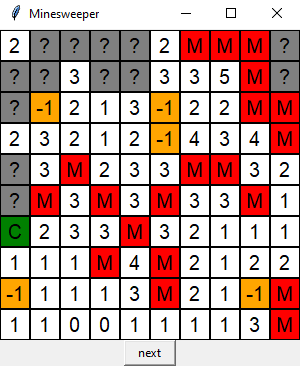 Minesweeper
2 ? ? ? ? 2 M M M ?
? ? 3 ? ? 3 3 5 M ?
? -1 2 1 3 -1 2 2 M M
2 3 2 1 2 -1 4 3 4 M
? 3 M 2 3 3 M M 3 2
? M 3 M 3 M 3 3 M 1
C 2 3 3 M 3 2 1 1 1
1 1 1 M 4 M 2 1 2 2
-1 1 1 1 3 M 2 1 -1 M
1 1 0 0 1 1 1 1 3 M
next